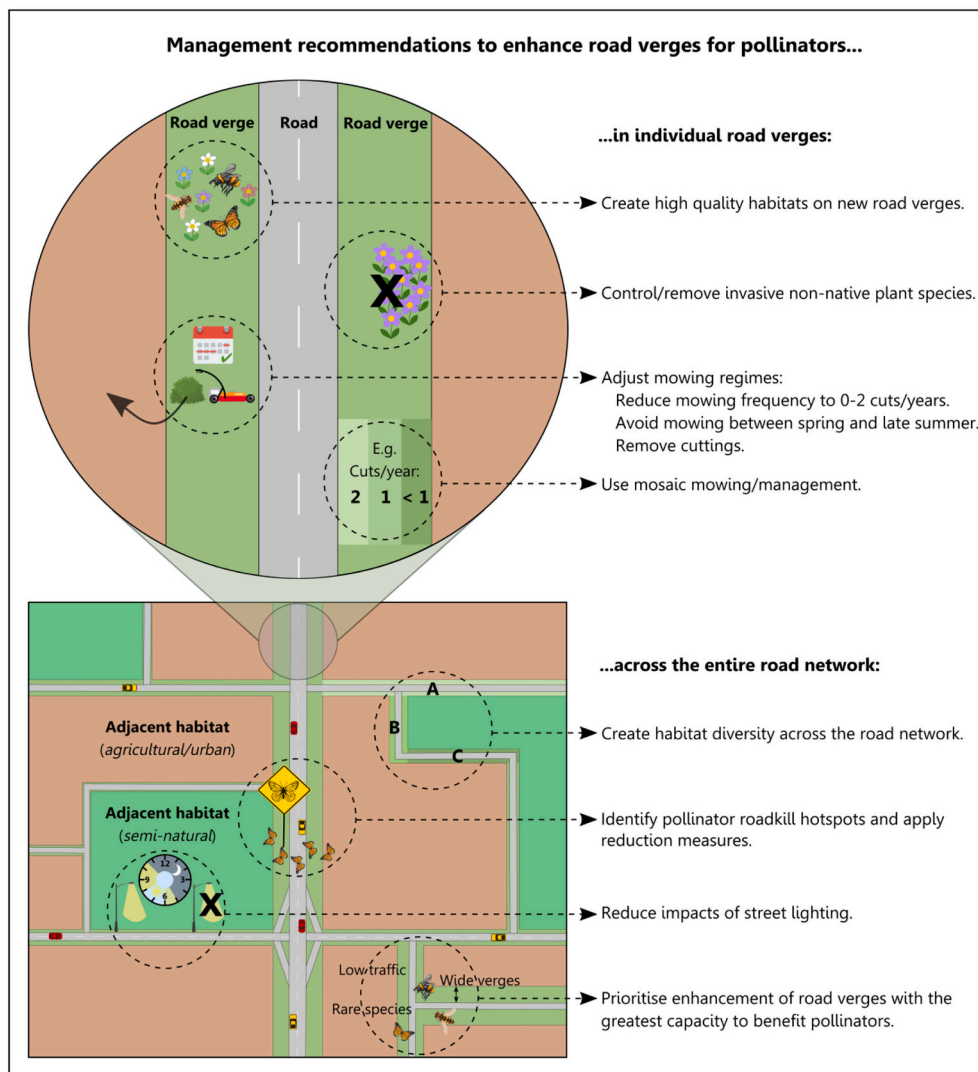 Management recommendations to enhance road verges for pollinators...
Road verge
Road
Road verge
...in individual road verges:
Create high quality habitats on new road verges.
X
Control/remove invasive non-native plant species.
Adjust mowing regimes:
Reduce mowing frequency to 0-2 cuts/years.
Avoid mowing between spring and late summer.
Remove cuttings.
E.g.
Cuts/year:
2 1 < 1
Use mosaic mowing/management.
...across the entire road network:
A
B
C
Create habitat diversity across the road network.
Adjacent habitat
(agricultural/urban)
Identify pollinator roadkill hotspots and apply
reduction measures.
Adjacent habitat
(semi-natural)
12
9 3
6
X
Reduce impacts of street lighting.
Low traffic
Wide verges
Rare species
Prioritise enhancement of road verges with the
greatest capacity to benefit pollinators.